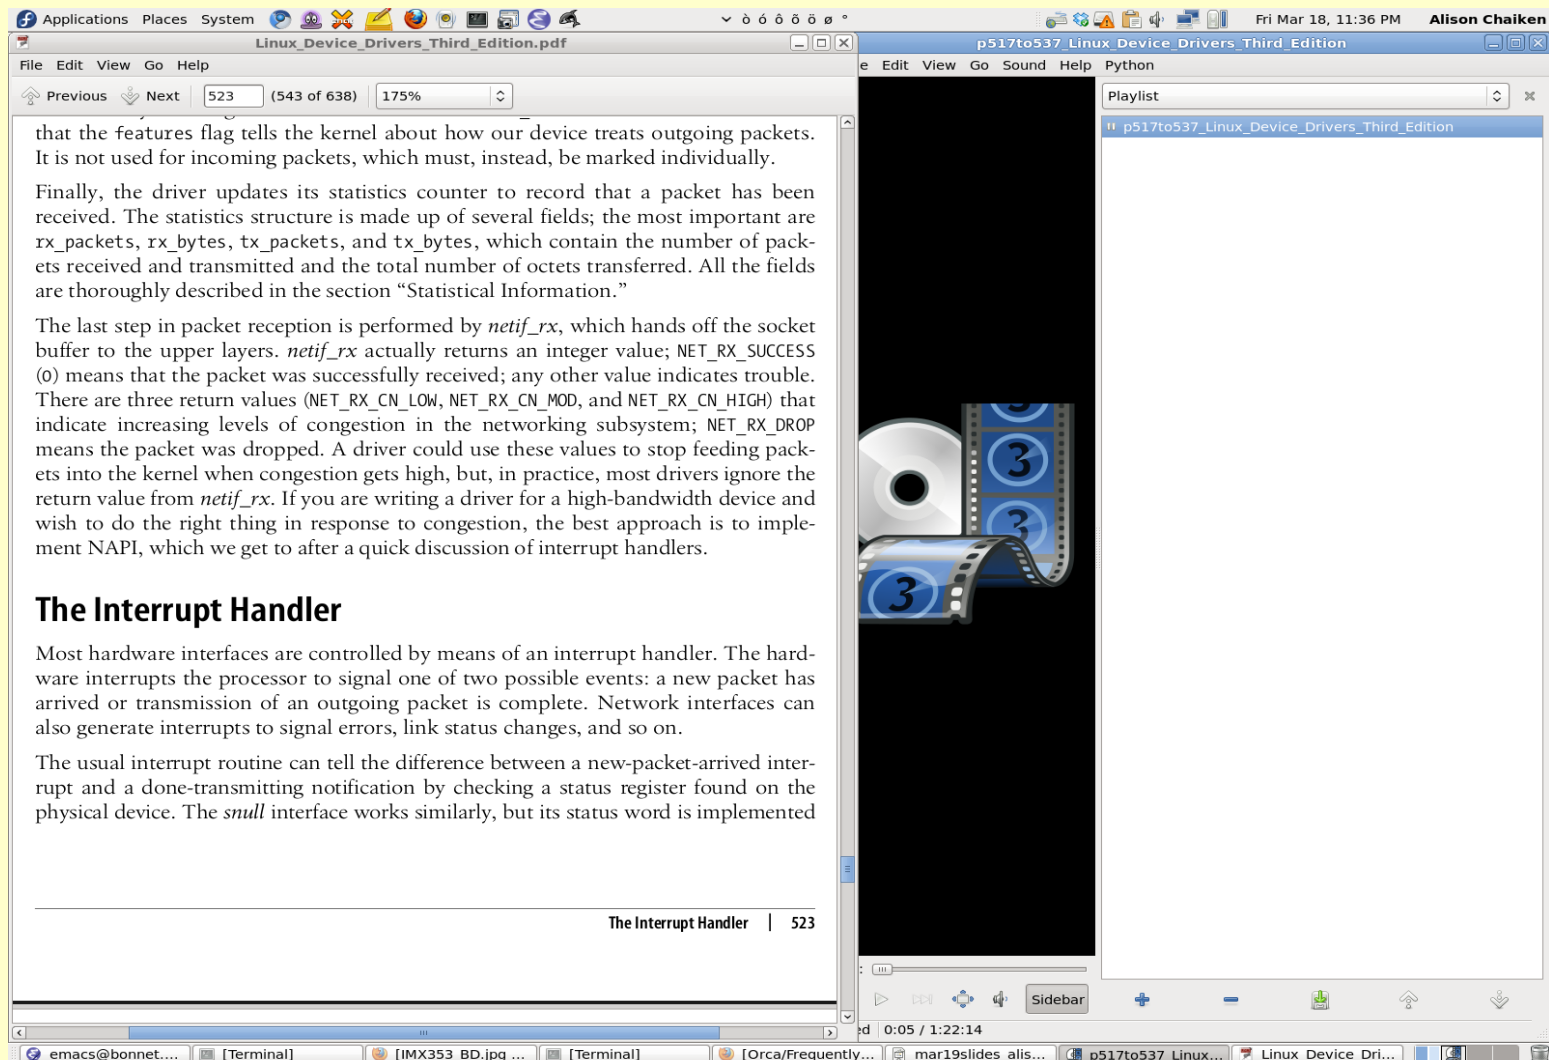 Applications Places System
ò ó ô õ ö ø °
Fri Mar 18, 11:36 PM
Alison Chaiken
Linux_Device_Drivers_Third_Edition.pdf
File Edit View Go Help
Previous Next 523 (543 of 638) 175%
that the features flag tells the kernel about how our device treats outgoing packets.
It is not used for incoming packets, which must, instead, be marked individually.
Finally, the driver updates its statistics counter to record that a packet has been
received. The statistics structure is made up of several fields; the most important are
rx_packets, rx_bytes, tx_packets, and tx_bytes, which contain the number of pack-
ets received and transmitted and the total number of octets transferred. All the fields
are thoroughly described in the section “Statistical Information.”
The last step in packet reception is performed by netif_rx, which hands off the socket
buffer to the upper layers. netif_rx actually returns an integer value; NET_RX_SUCCESS
(0) means that the packet was successfully received; any other value indicates trouble.
There are three return values (NET_RX_CN_LOW, NET_RX_CN_MOD, and NET_RX_CN_HIGH) that
indicate increasing levels of congestion in the networking subsystem; NET_RX_DROP
means the packet was dropped. A driver could use these values to stop feeding pack-
ets into the kernel when congestion gets high, but, in practice, most drivers ignore the
return value from netif_rx. If you are writing a driver for a high-bandwidth device and
wish to do the right thing in response to congestion, the best approach is to imple-
ment NAPI, which we get to after a quick discussion of interrupt handlers.
The Interrupt Handler
Most hardware interfaces are controlled by means of an interrupt handler. The hard-
ware interrupts the processor to signal one of two possible events: a new packet has
arrived or transmission of an outgoing packet is complete. Network interfaces can
also generate interrupts to signal errors, link status changes, and so on.
The usual interrupt routine can tell the difference between a new-packet-arrived inter-
rupt and a done-transmitting notification by checking a status register found on the
physical device. The snull interface works similarly, but its status word is implemented
The Interrupt Handler | 523
p517to537_Linux_Device_Drivers_Third_Edition
e Edit View Go Sound Help Python
Playlist
p517to537_Linux_Device_Drivers_Third_Edition
3
3
3
Sidebar
0:05 / 1:22:14
emacs@bonnet.... [Terminal] [IMX353_BD.jpg ... [Terminal] [Orca/Frequently... mar19slides_alis... p517to537_Linux... Linux_Device_Dri...